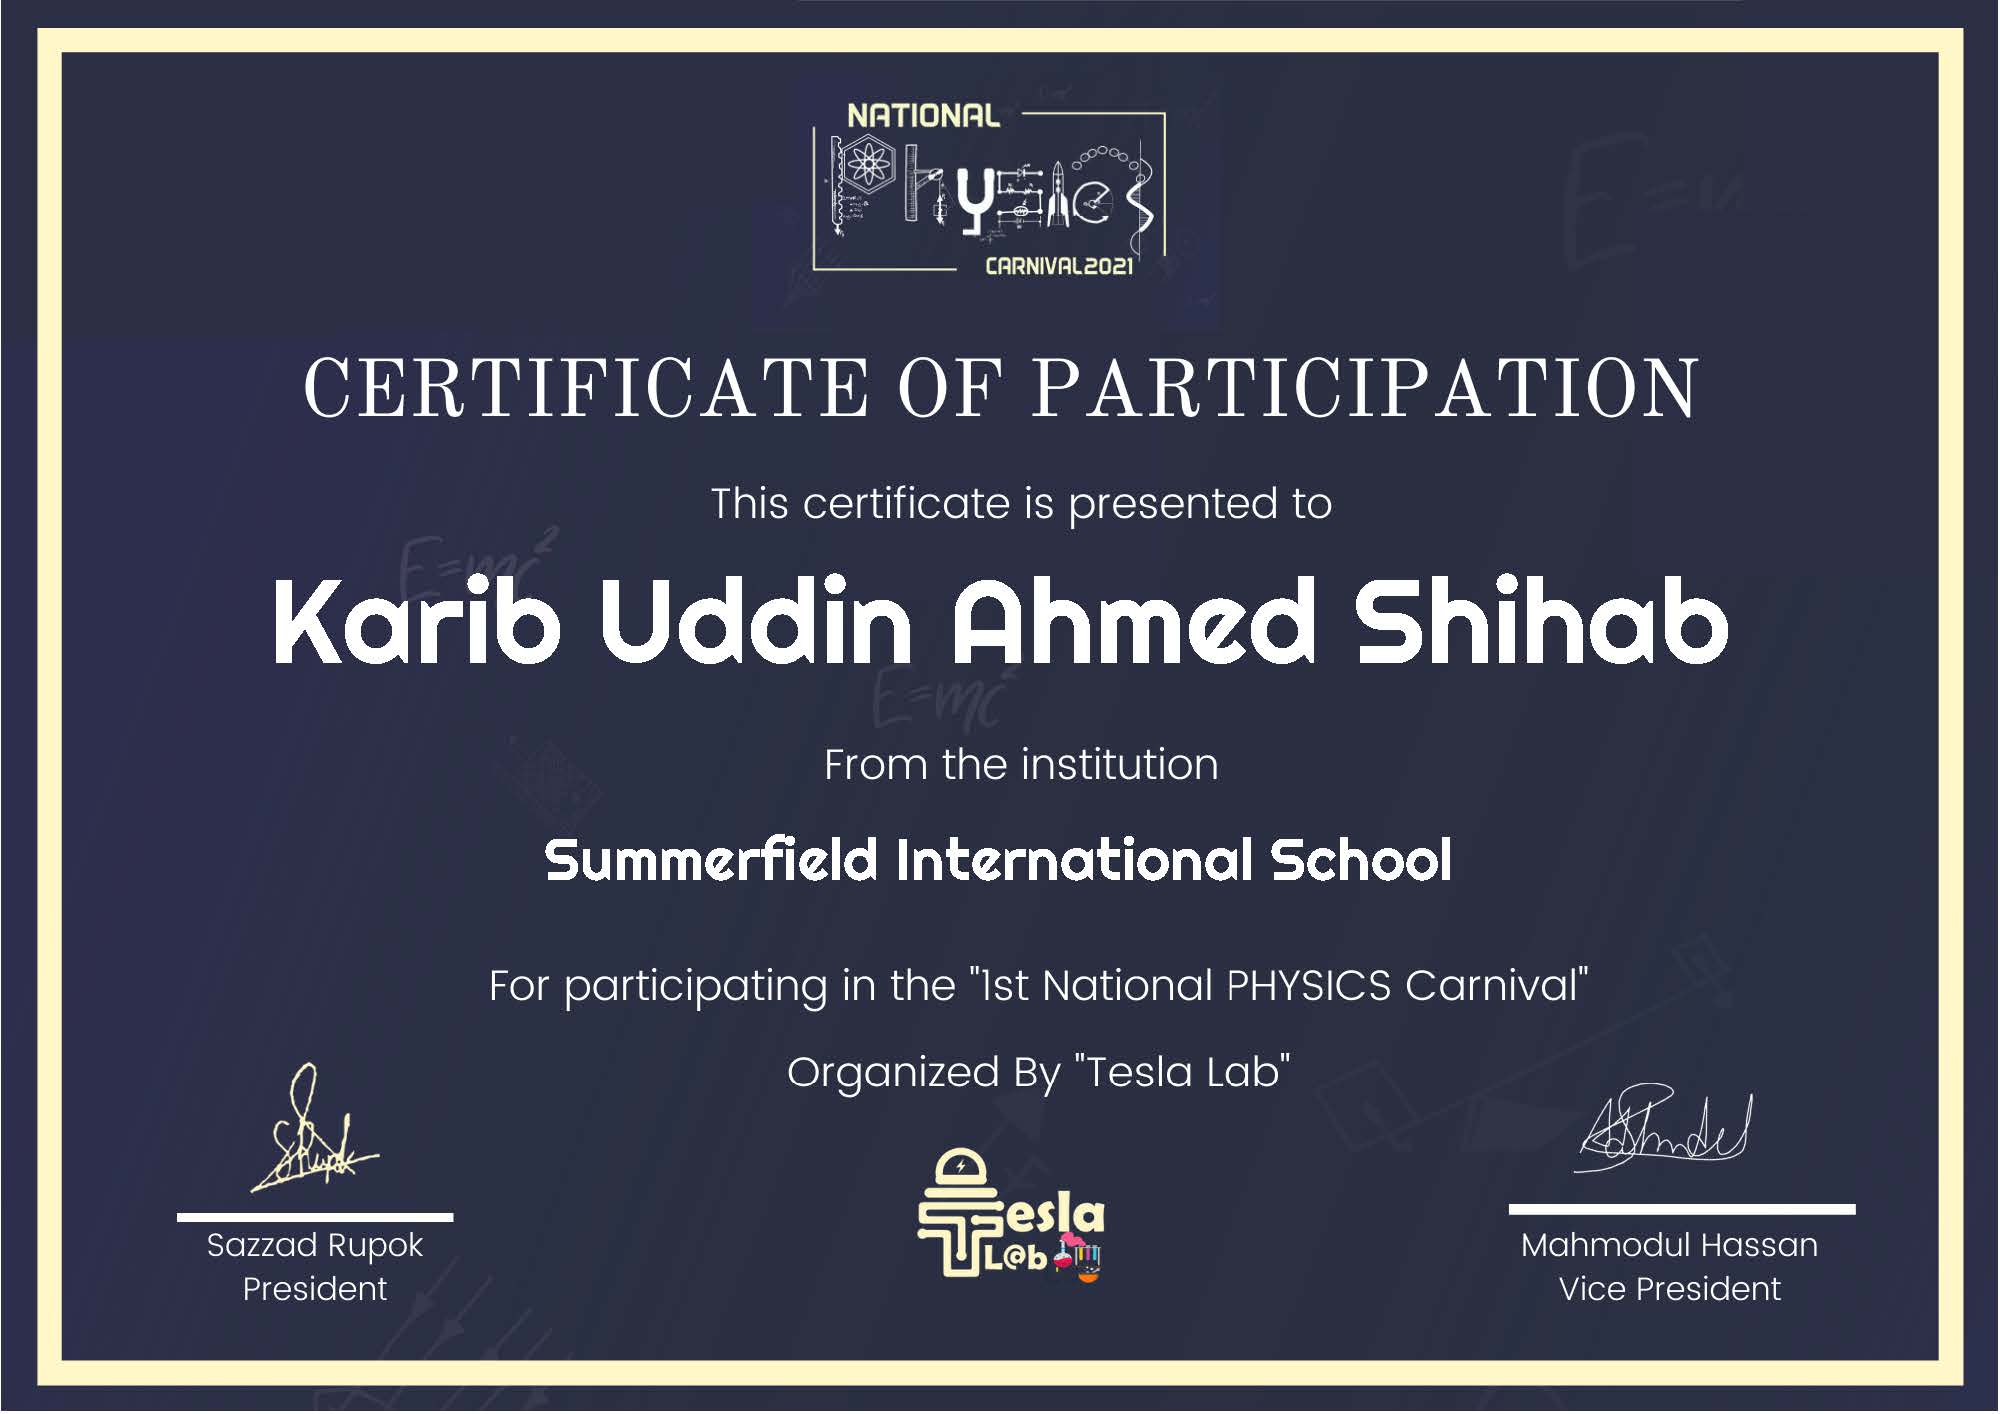 NATIONAL
Physics
CARNIVAL2021
CERTIFICATE OF PARTICIPATION
This certificate is presented to
Karib Uddin Ahmed Shihab
From the institution
Summerfield International School
For participating in the "1st National PHYSICS Carnival"
Organized By "Tesla Lab"
Tesla
L@b
Sazzad Rupok
President
Mahmodul Hassan
Vice President
E=mc²
E=mc²